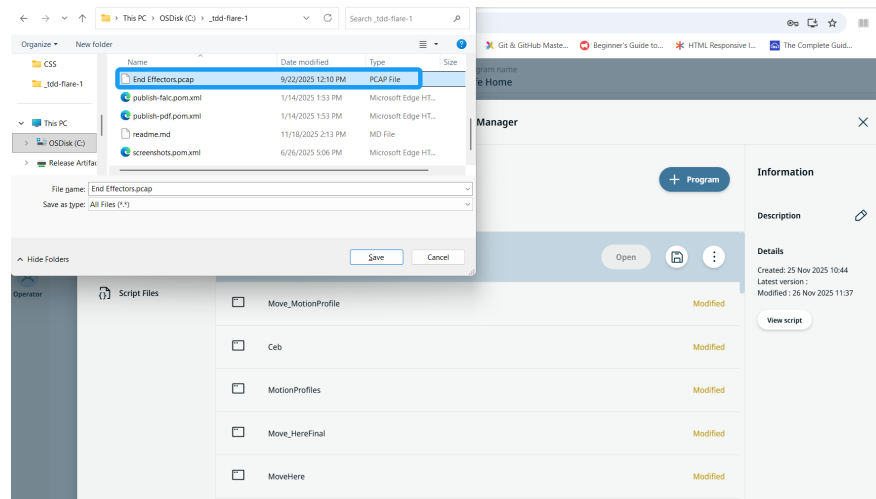 This PC > OSDisk (C:) > _tdd-flare-1
Search _tdd-flare-1
Organize
New folder
Name
Date modified
Type
Size
CSS
_tdd-flare-1
This PC
OSDisk (C:)
Release Artifac
End Effectors.pcap 9/22/2025 12:10 PM PCAP File
publish-falc.pom.xml 1/14/2025 1:53 PM Microsoft Edge HT...
publish-pdf.pom.xml 1/14/2025 1:53 PM Microsoft Edge HT...
readme.md 11/18/2025 2:13 PM MD File
screenshots.pom.xml 6/26/2025 5:06 PM Microsoft Edge HT...
File name: End Effectors.pcap
Save as type: All Files (*.*)
Hide Folders
Save
Cancel
Git & GitHub Maste...
Beginner's Guide to...
HTML Responsive I...
The Complete Guid...
gram name
fe Home
Manager
Program
Open
Operator
Script Files
Move_MotionProfile Modified
Ceb Modified
MotionProfiles Modified
Move_HereFinal Modified
MoveHere Modified
Information
Description
Details
Created: 25 Nov 2025 10:44
Latest version :
Modified : 26 Nov 2025 11:37
View script